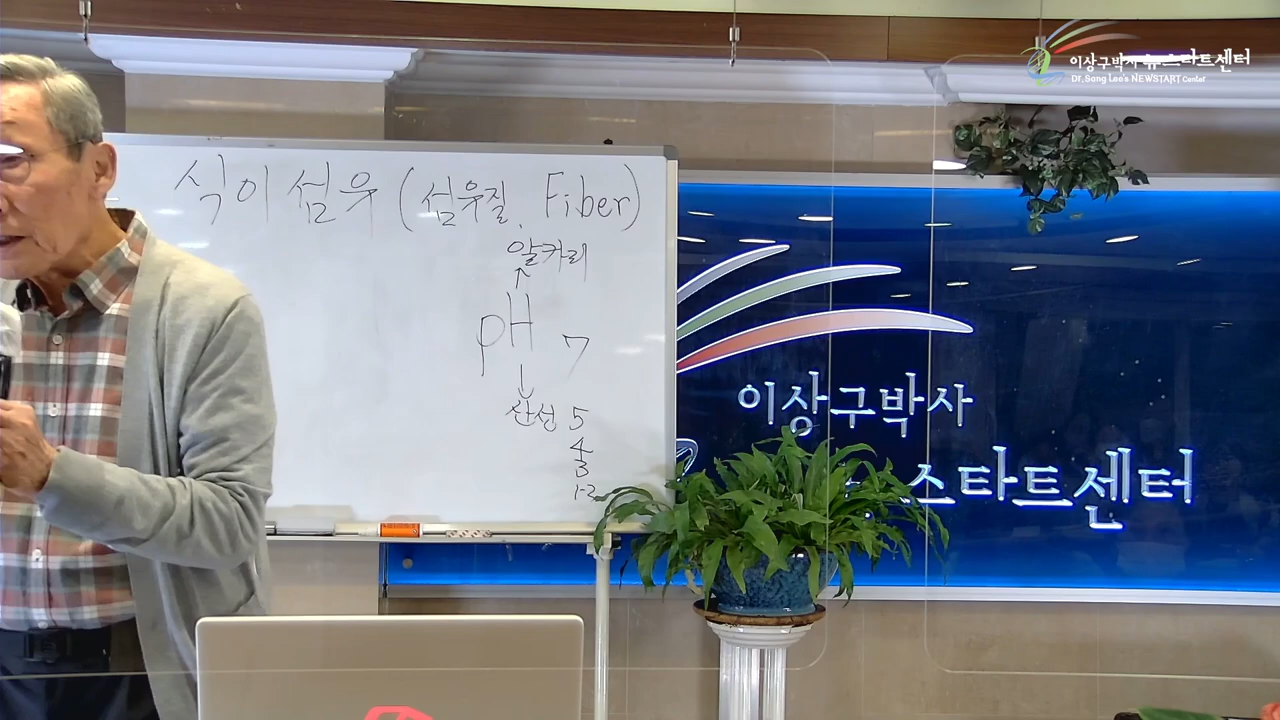 이상구박사 뉴스타트센터
Dr. Sang Lee's NEWSTART Center
식이섬유 (섬유질, Fiber)
알카리
pH 7
산성 5
4
3
1-2
이상구박사
스타트센터